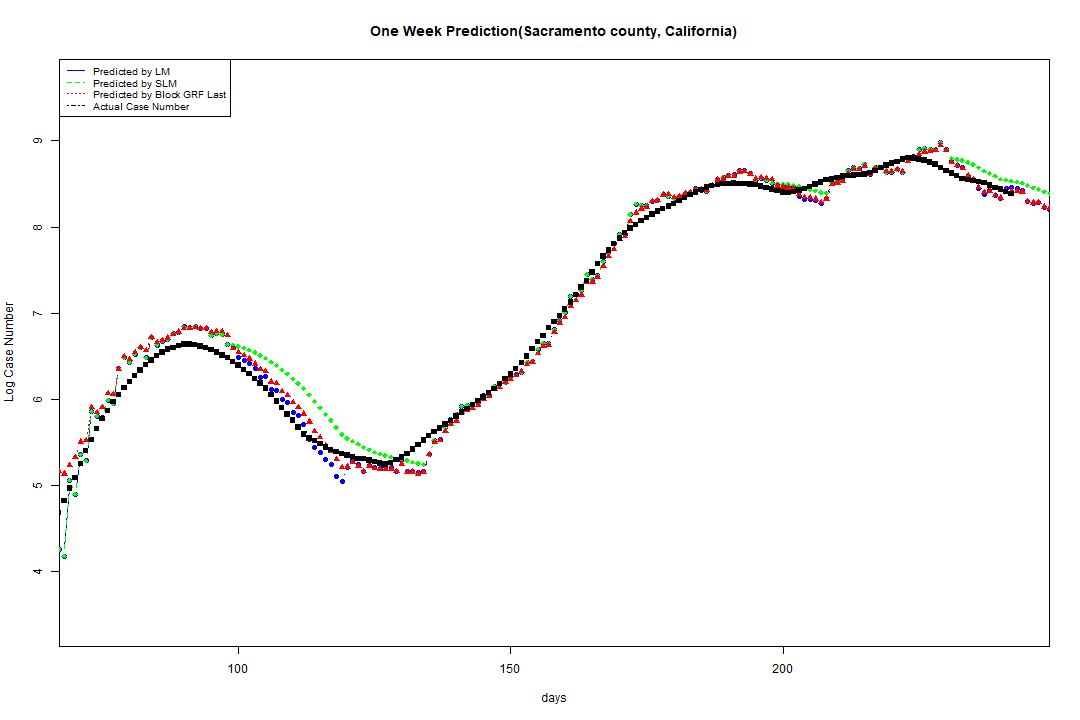 One Week Prediction(Sacramento county, California)
Predicted by LM
Predicted by SLM
Predicted by Block GRF Last
Actual Case Number
Log Case Number
9
8
7
6
5
4
100 150 200
days